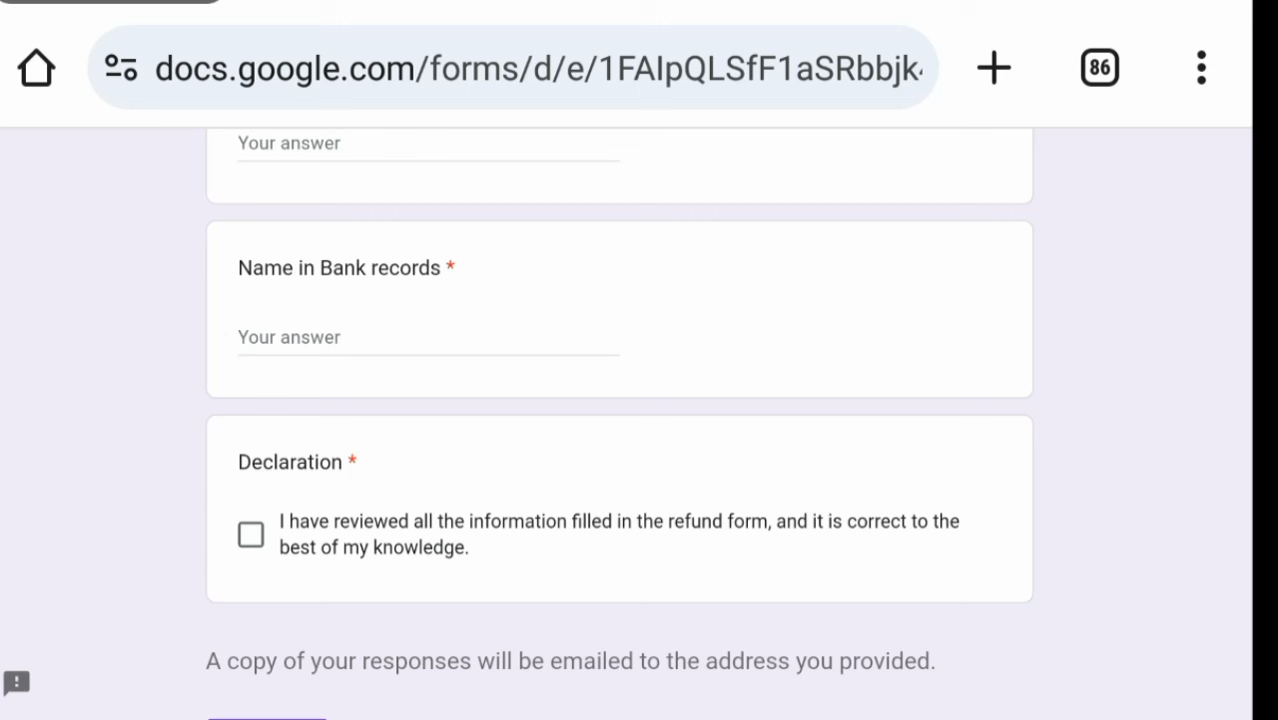 docs.google.com/forms/d/e/1FAIpQLSfF1aSRbbjk
86
Your answer
Name in Bank records *
Your answer
Declaration *
I have reviewed all the information filled in the refund form, and it is correct to the
best of my knowledge.
A copy of your responses will be emailed to the address you provided.